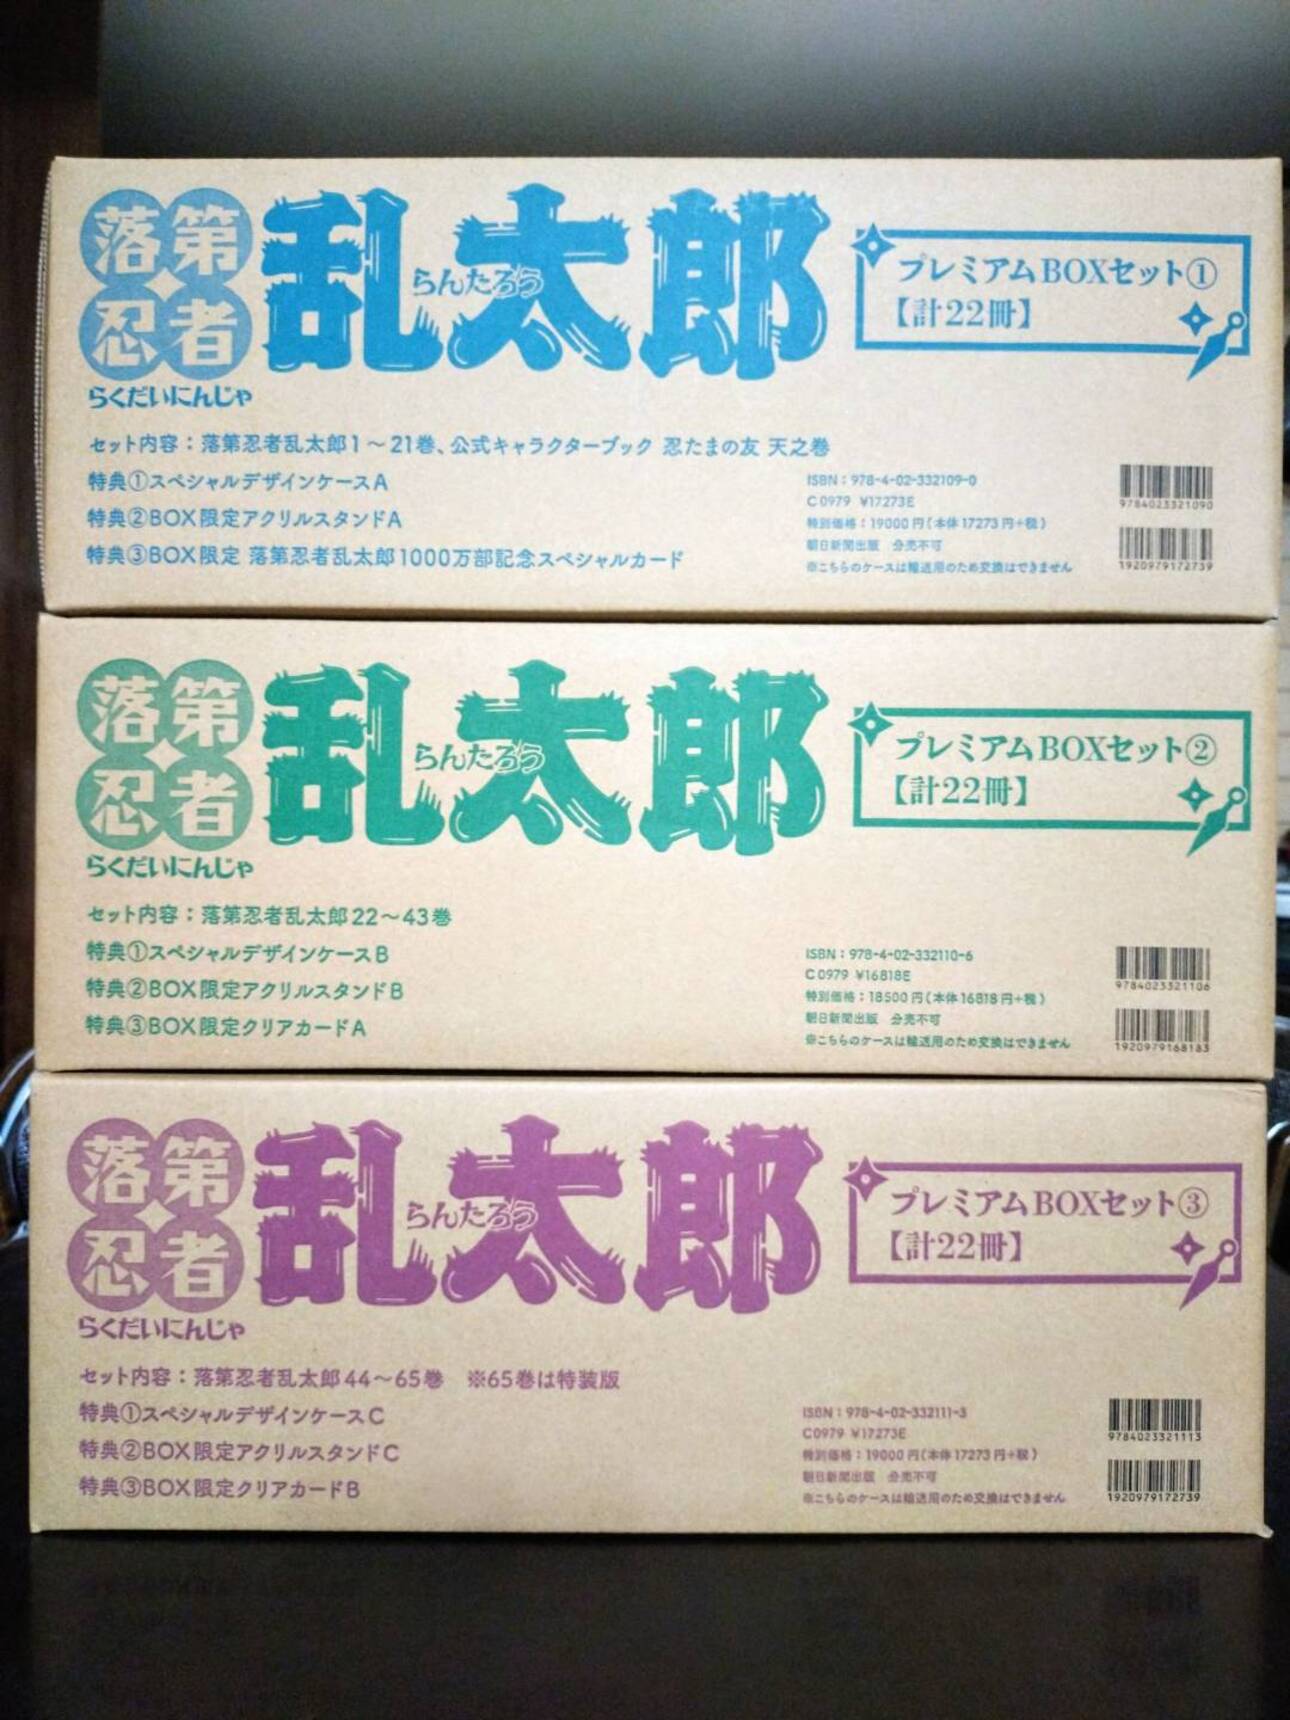 落第
忍者
らくだいにんじゃ
乱太郎
らんたろう
プレミアムBOXセット①
【計22冊】
セット内容：落第忍者乱太郎1～21巻、公式キャラクターブック 忍たまの友 天之巻
特典①スペシャルデザインケースA
特典②BOX限定アクリルスタンドA
特典③BOX限定 落第忍者乱太郎1000万部記念スペシャルカード
ISBN：978-4-02-332109-0
C0979 ¥17273E
特別価格：19000円（本体17273円+税）
朝日新聞出版 分売不可
※こちらのケースは輸送用のため交換はできません
9784023321090
1920979172739
落第
忍者
らくだいにんじゃ
乱太郎
らんたろう
プレミアムBOXセット②
【計22冊】
セット内容：落第忍者乱太郎22～43巻
特典①スペシャルデザインケースB
特典②BOX限定アクリルスタンドB
特典③BOX限定クリアカードA
ISBN：978-4-02-332110-6
C0979 ¥16818E
特別価格：18500円（本体16818円+税）
朝日新聞出版 分売不可
※こちらのケースは輸送用のため交換はできません
9784023321106
1920979168183
落第
忍者
らくだいにんじゃ
乱太郎
らんたろう
プレミアムBOXセット③
【計22冊】
セット内容：落第忍者乱太郎44～65巻 ※65巻は特装版
特典①スペシャルデザインケースC
特典②BOX限定アクリルスタンドC
特典③BOX限定クリアカードB
ISBN：978-4-02-332111-3
C0979 ¥17273E
特別価格：19000円（本体17273円+税）
朝日新聞出版 分売不可
※こちらのケースは輸送用のため交換はできません
9784023321113
1920979172739